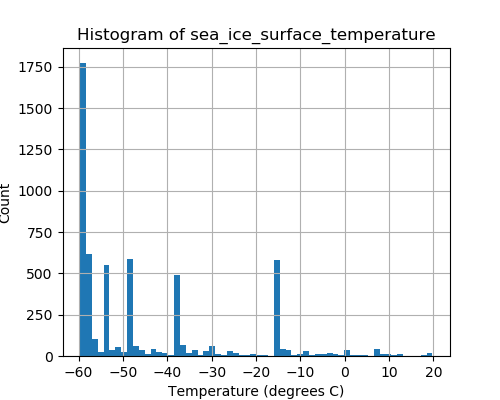 Histogram of sea_ice_surface_temperature
1750
1500
1250
1000
750
500
250
0
Count
−60 −50 −40 −30 −20 −10 0 10 20
Temperature (degrees C)